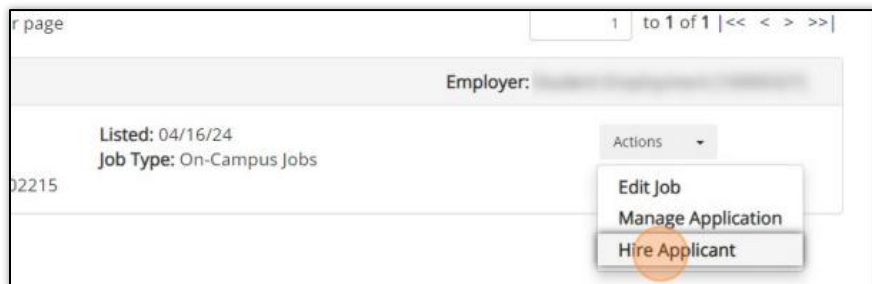 r page
1 to 1 of 1 |<< < > >>|
Employer:
Listed: 04/16/24
Actions
Job Type: On-Campus Jobs
02215
Edit Job
Manage Application
Hire Applicant